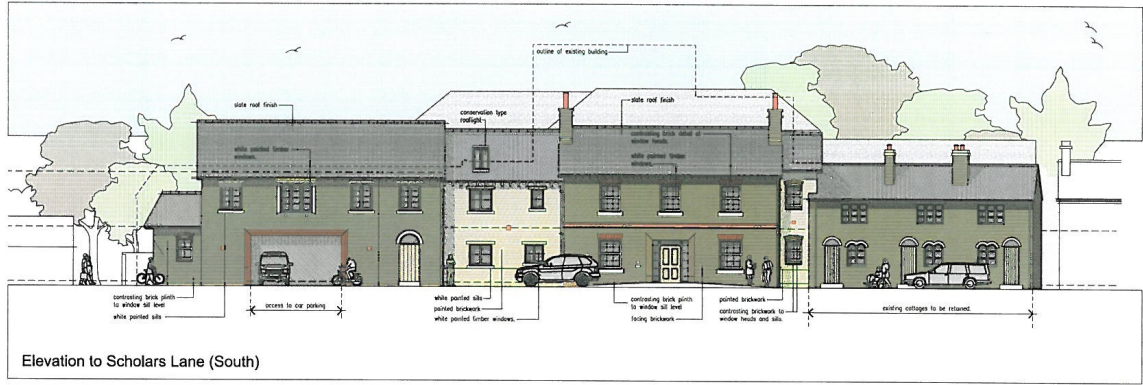 outline of existing building
slate roof finish
conservation type
rooflight
slate roof finish
contrasting brick detail at
window heads.
white painted timber
windows.
white painted timber
windows.
contrasting brick plinth
to window sill level
white painted sills
access to car parking
white painted sills
painted brickwork
white painted timber windows.
contrasting brick plinth
to window sill level
facing brickwork
painted brickwork
contrasting brickwork to
window heads and sills.
existing cottages to be retained.
Elevation to Scholars Lane (South)